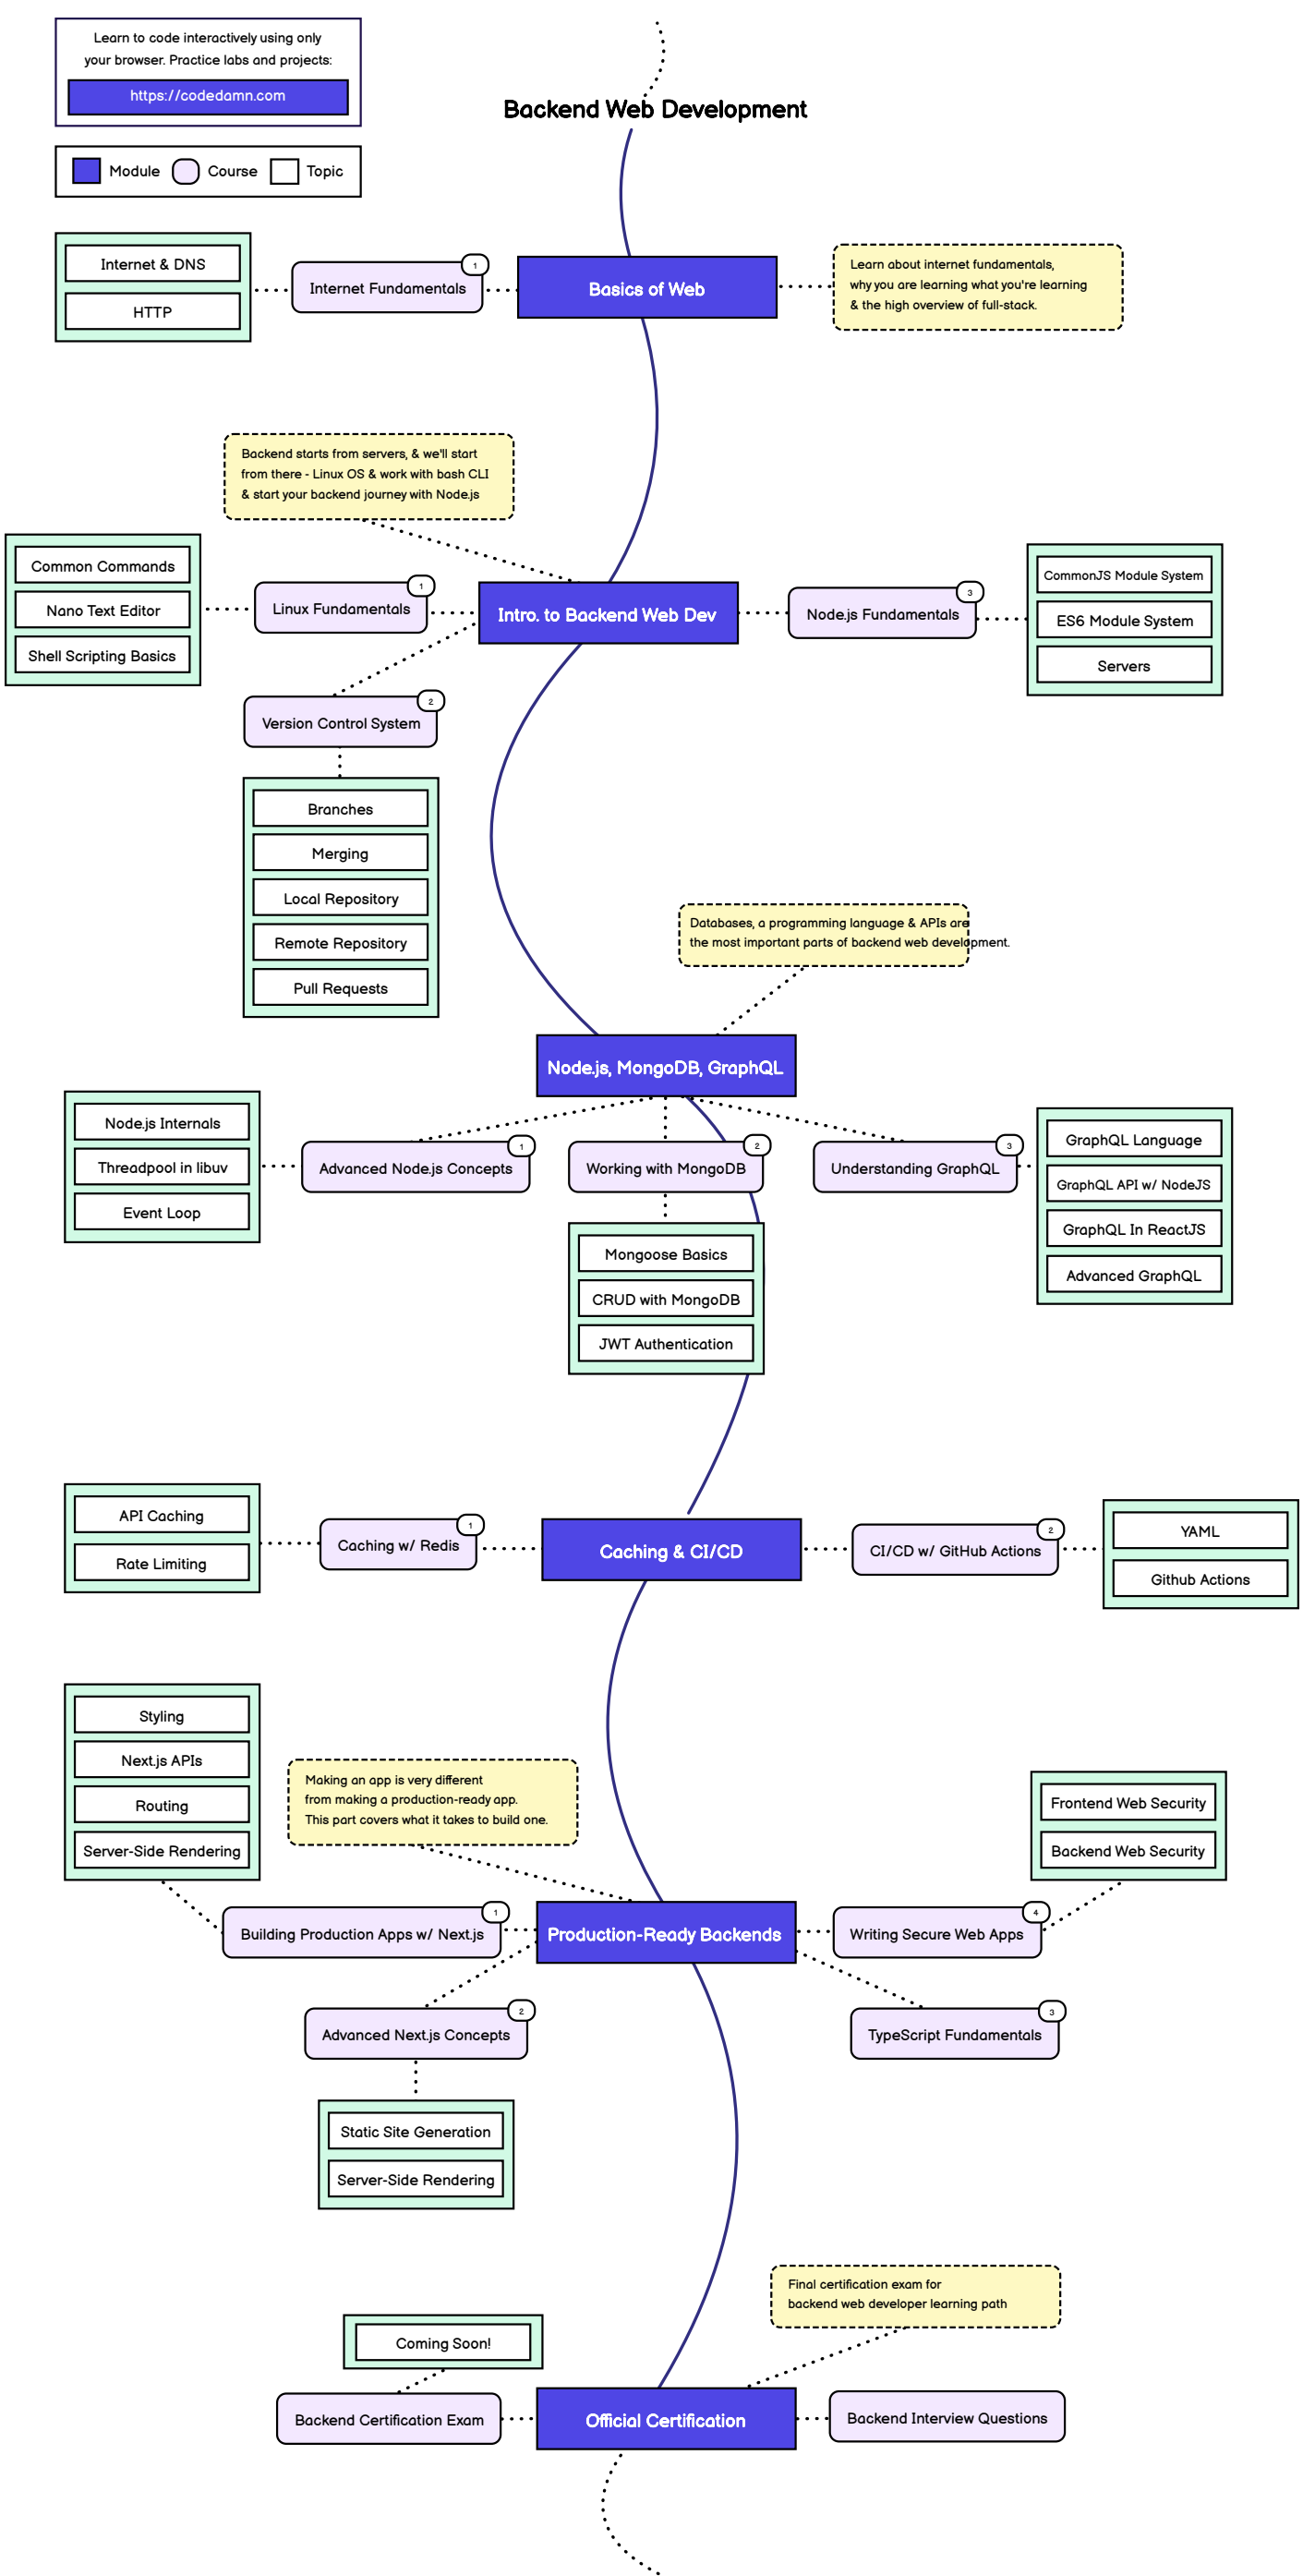 Learn to code interactively using only
your browser. Practice labs and projects:
https://codedamn.com
Backend Web Development
Module
Course
Topic
Internet & DNS
HTTP
1
Internet Fundamentals
Basics of Web
Learn about internet fundamentals,
why you are learning what you're learning
& the high overview of full-stack.
Backend starts from servers, & we'll start
from there - Linux OS & work with bash CLI
& start your backend journey with Node.js
Common Commands
Nano Text Editor
Shell Scripting Basics
1
Linux Fundamentals
Intro. to Backend Web Dev
3
Node.js Fundamentals
CommonJS Module System
ES6 Module System
Servers
2
Version Control System
Branches
Merging
Local Repository
Remote Repository
Pull Requests
Databases, a programming language & APIs are
the most important parts of backend web development.
Node.js, MongoDB, GraphQL
Node.js Internals
Threadpool in libuv
Event Loop
1
Advanced Node.js Concepts
2
Working with MongoDB
3
Understanding GraphQL
GraphQL Language
GraphQL API w/ NodeJS
GraphQL In ReactJS
Advanced GraphQL
Mongoose Basics
CRUD with MongoDB
JWT Authentication
API Caching
Rate Limiting
1
Caching w/ Redis
Caching & CI/CD
2
CI/CD w/ GitHub Actions
YAML
Github Actions
Styling
Next.js APIs
Routing
Server-Side Rendering
Making an app is very different
from making a production-ready app.
This part covers what it takes to build one.
Frontend Web Security
Backend Web Security
1
Building Production Apps w/ Next.js
Production-Ready Backends
4
Writing Secure Web Apps
2
Advanced Next.js Concepts
3
TypeScript Fundamentals
Static Site Generation
Server-Side Rendering
Final certification exam for
backend web developer learning path
Coming Soon!
Backend Certification Exam
Official Certification
Backend Interview Questions